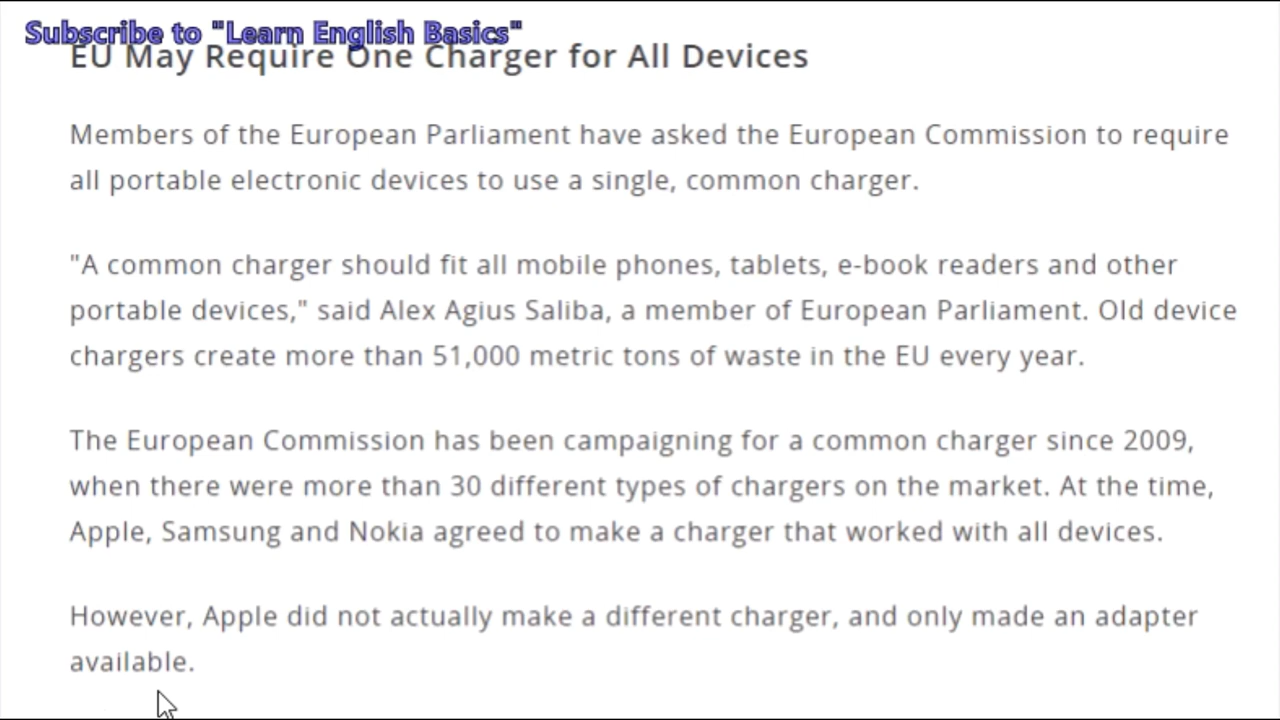 Subscribe to "Learn English Basics"
EU May Require One Charger for All Devices
Members of the European Parliament have asked the European Commission to require
all portable electronic devices to use a single, common charger.
"A common charger should fit all mobile phones, tablets, e-book readers and other
portable devices," said Alex Agius Saliba, a member of European Parliament. Old device
chargers create more than 51,000 metric tons of waste in the EU every year.
The European Commission has been campaigning for a common charger since 2009,
when there were more than 30 different types of chargers on the market. At the time,
Apple, Samsung and Nokia agreed to make a charger that worked with all devices.
However, Apple did not actually make a different charger, and only made an adapter
available.